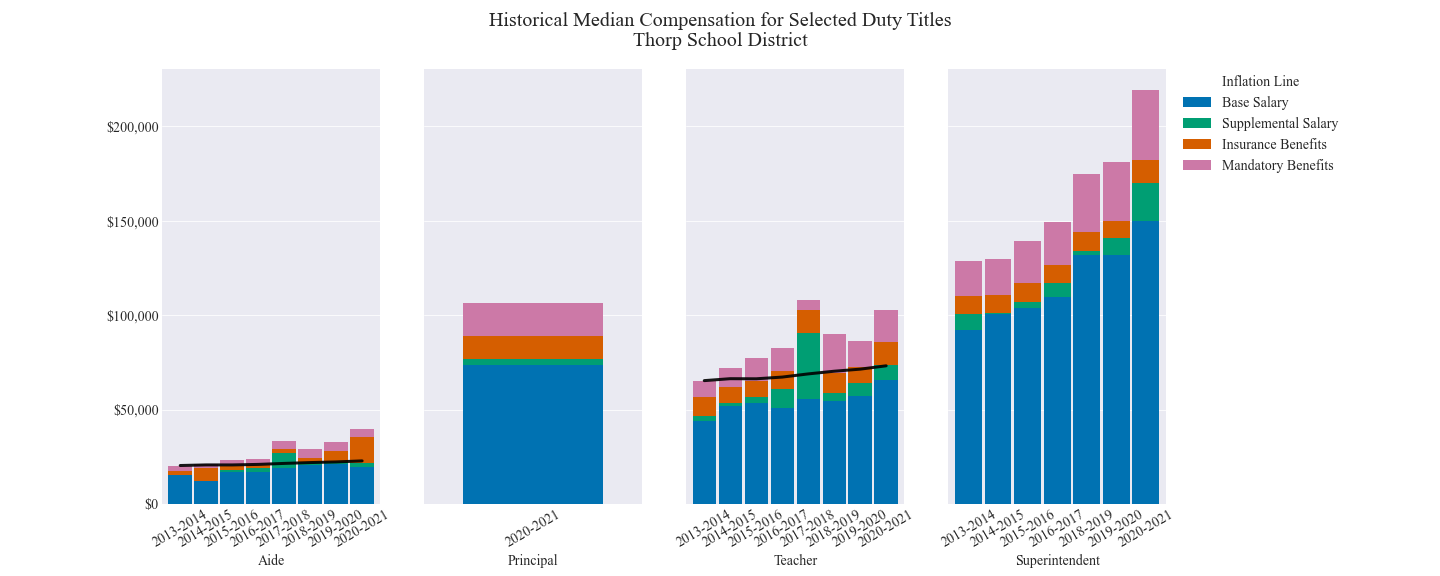 Historical Median Compensation for Selected Duty Titles
Thorp School District
Inflation Line
Base Salary
Supplemental Salary
Insurance Benefits
Mandatory Benefits
$200,000
$150,000
$100,000
$50,000
$0
2013-2014
2014-2015
2015-2016
2016-2017
2017-2018
2018-2019
2019-2020
2020-2021
Aide
2020-2021
Principal
2013-2014
2014-2015
2015-2016
2016-2017
2017-2018
2018-2019
2019-2020
2020-2021
Teacher
2013-2014
2014-2015
2015-2016
2016-2017
2018-2019
2019-2020
2020-2021
Superintendent